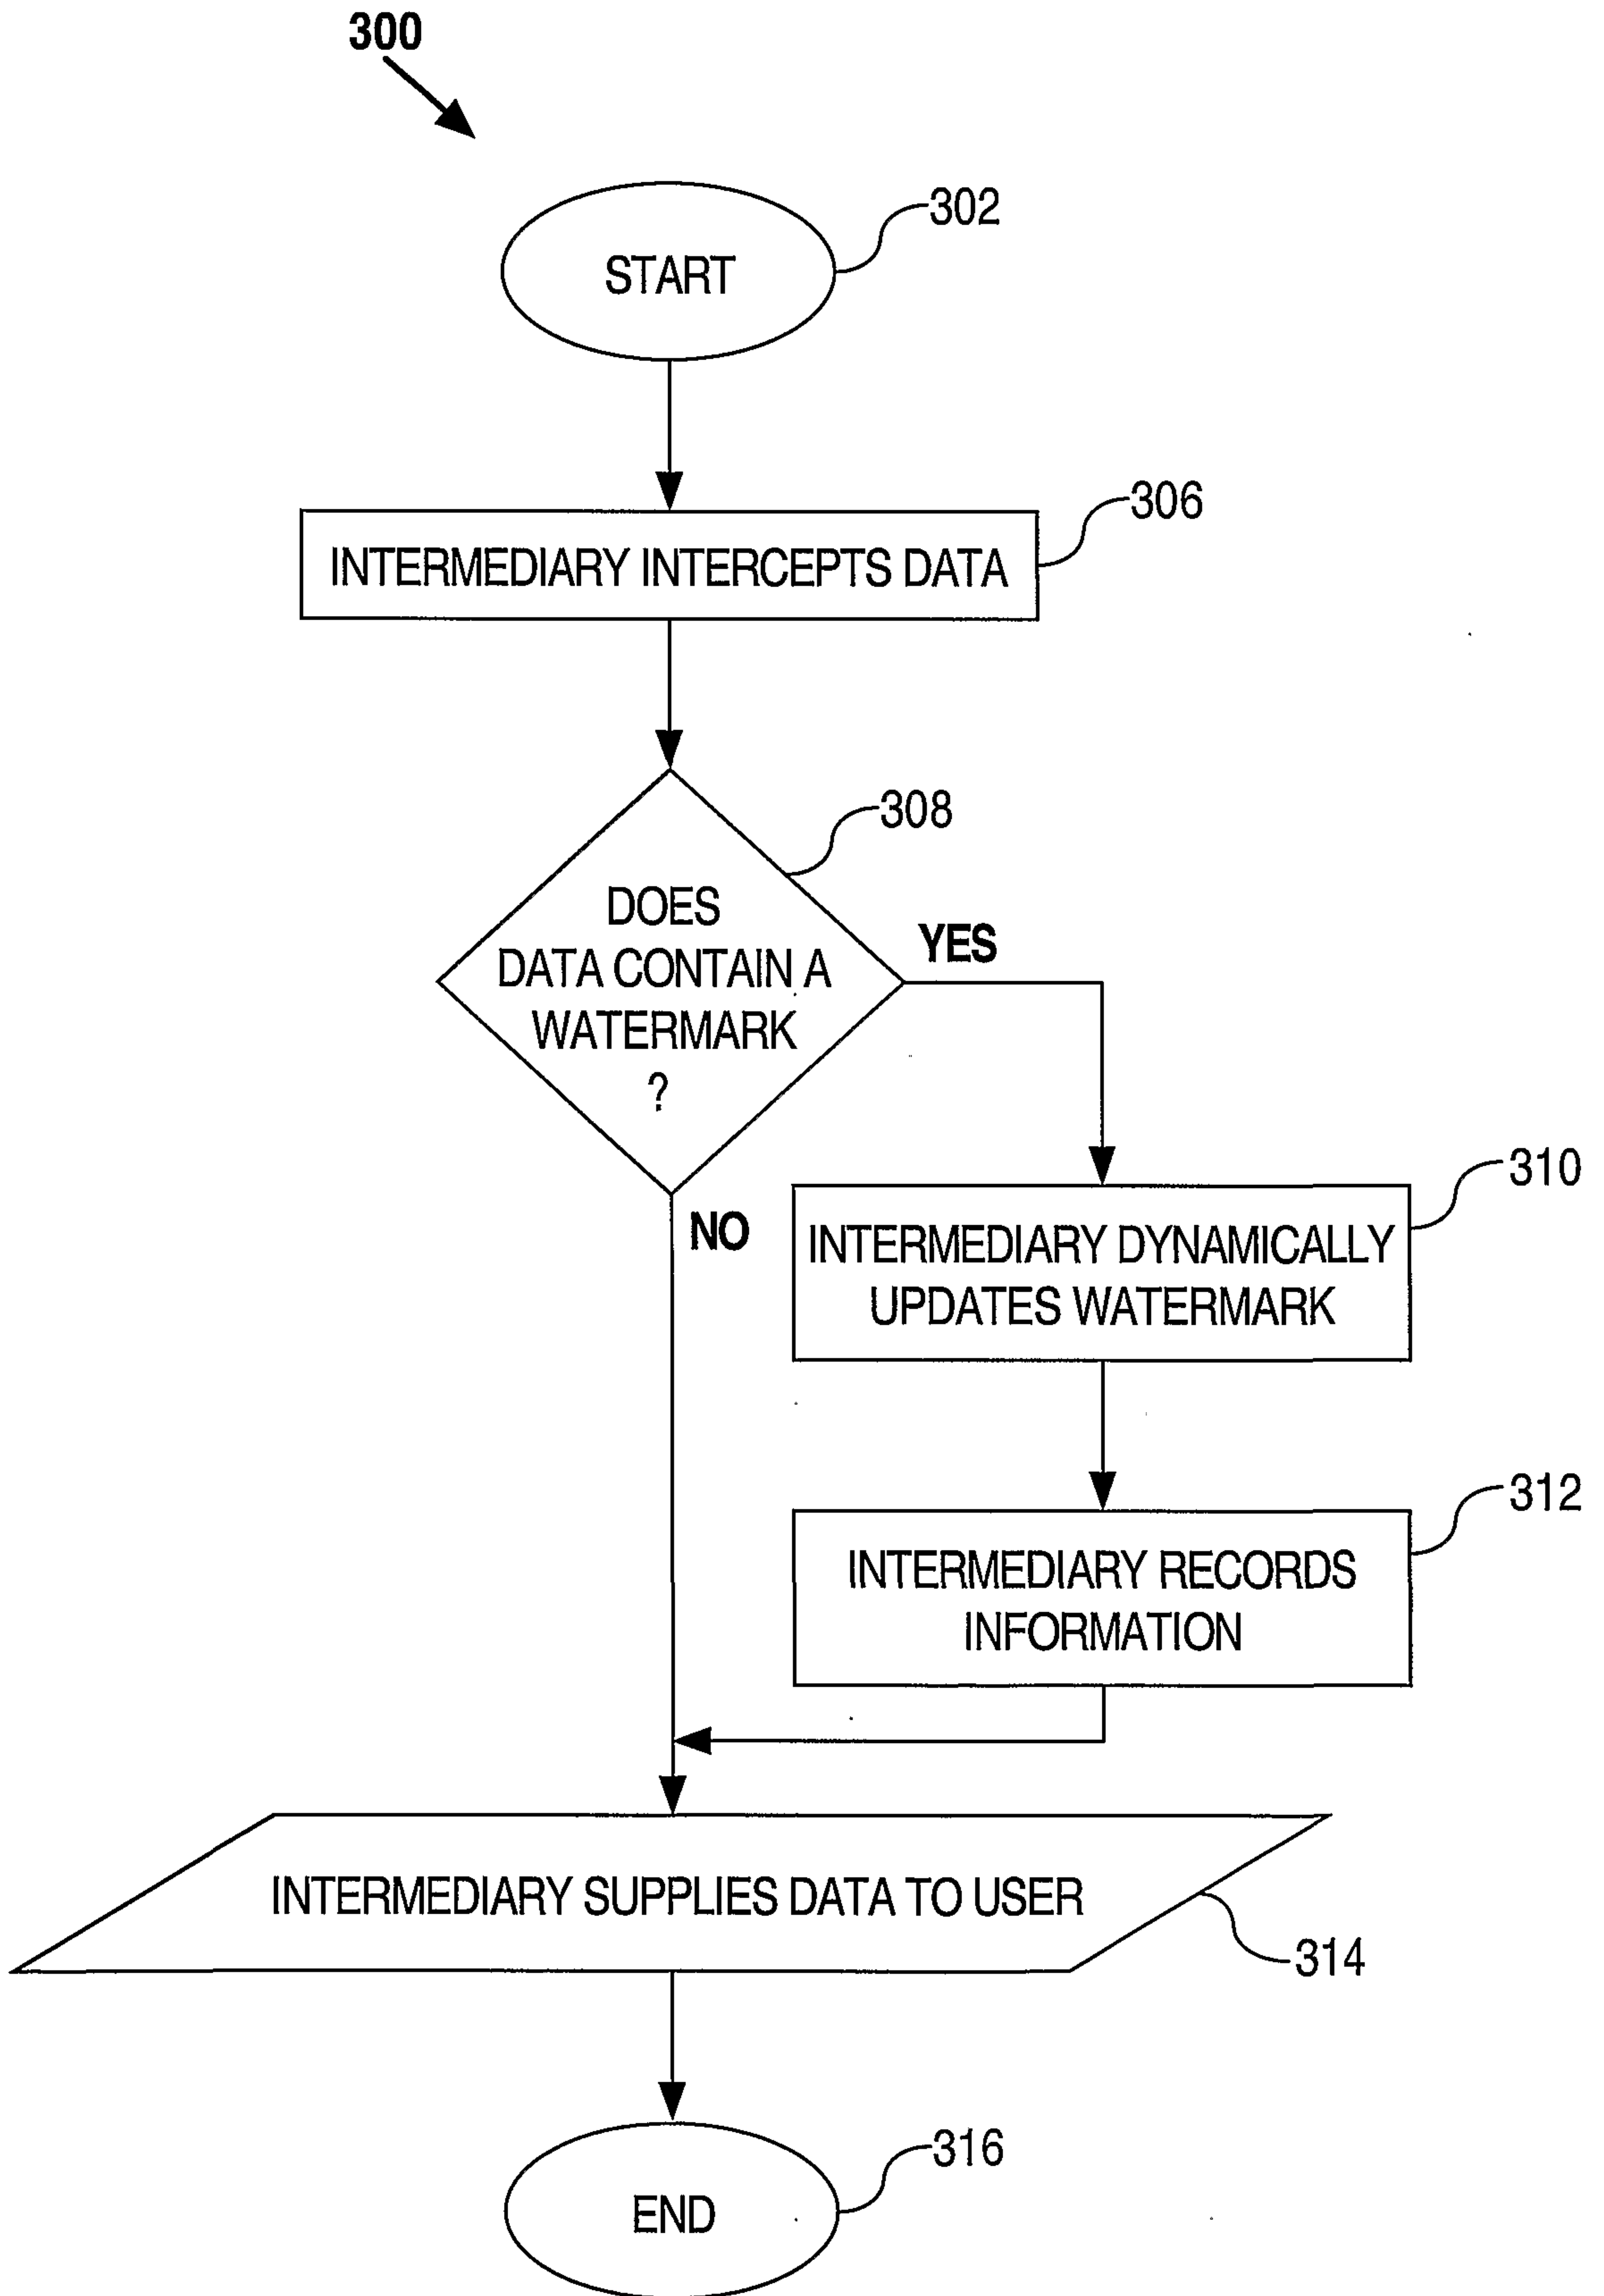 300
302
START
306
INTERMEDIARY INTERCEPTS DATA
308
DOES
DATA CONTAIN A
WATERMARK
?
YES
NO
310
INTERMEDIARY DYNAMICALLY
UPDATES WATERMARK
312
INTERMEDIARY RECORDS
INFORMATION
INTERMEDIARY SUPPLIES DATA TO USER
314
316
END